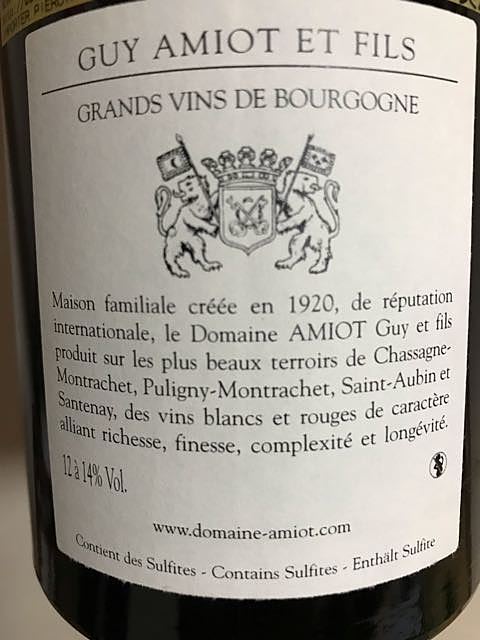 GUY AMIOT ET FILS
GRANDS VINS DE BOURGOGNE
Maison familiale créée en 1920, de réputation
internationale, le Domaine AMIOT Guy et fils
produit sur les plus beaux terroirs de Chassagne-
Montrachet, Puligny-Montrachet, Saint-Aubin et
Santenay, des vins blancs et rouges de caractère
alliant richesse, finesse, complexité et longévité.
12 à 14% Vol.
www.domaine-amiot.com
Contient des Sulfites - Contains Sulfites - Enthält Sulfite